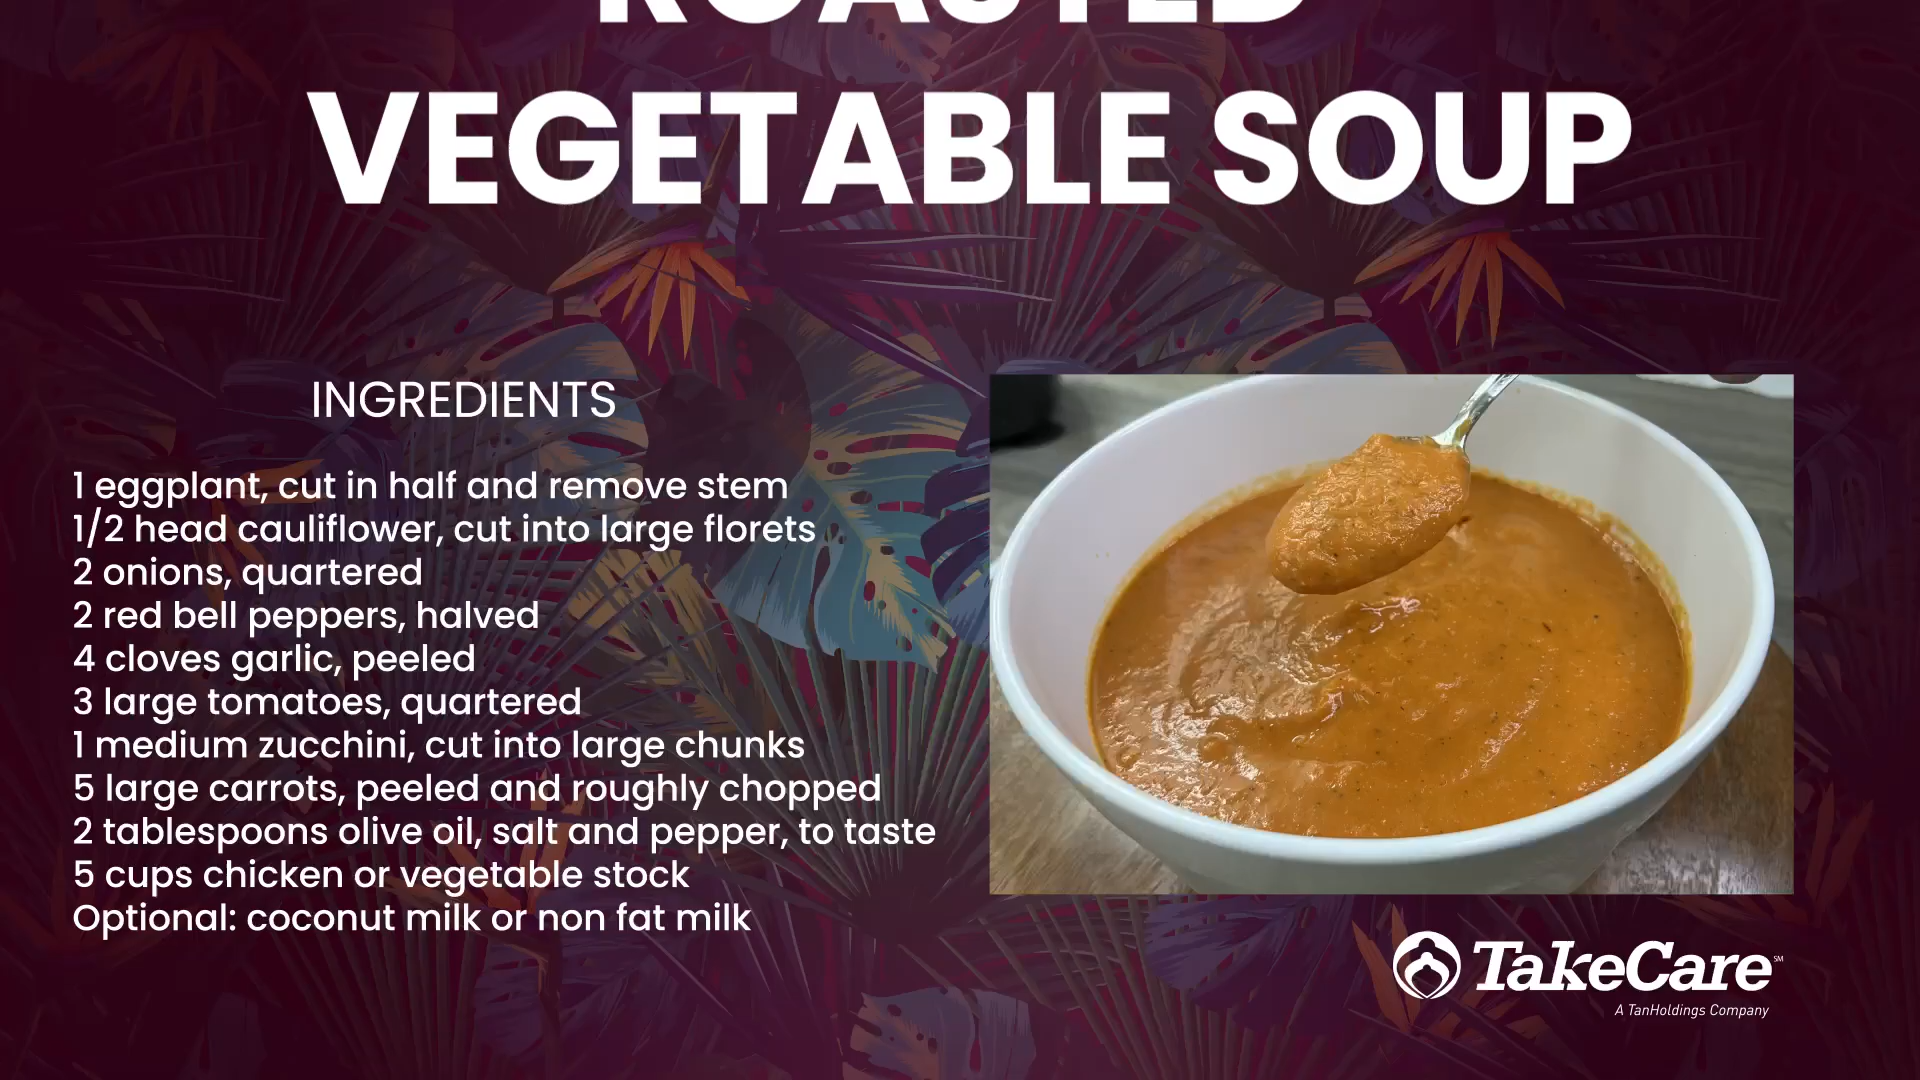 ROASTED
VEGETABLE SOUP
INGREDIENTS
1 eggplant, cut in half and remove stem
1/2 head cauliflower, cut into large florets
2 onions, quartered
2 red bell peppers, halved
4 cloves garlic, peeled
3 large tomatoes, quartered
1 medium zucchini, cut into large chunks
5 large carrots, peeled and roughly chopped
2 tablespoons olive oil, salt and pepper, to taste
5 cups chicken or vegetable stock
Optional: coconut milk or non fat milk
TakeCare SM
A TanHoldings Company